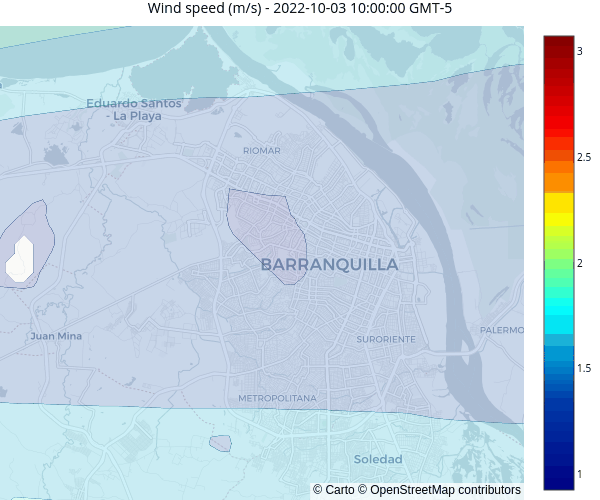 Wind speed (m/s) - 2022-10-03 10:00:00 GMT-5
3
Eduardo Santos
- La Playa
RIOMAR
2.5
BARRANQUILLA
2
Juan Mina
SURORIENTE
PALERMO
1.5
METROPOLITANA
Soledad
1
© Carto © OpenStreetMap contributors